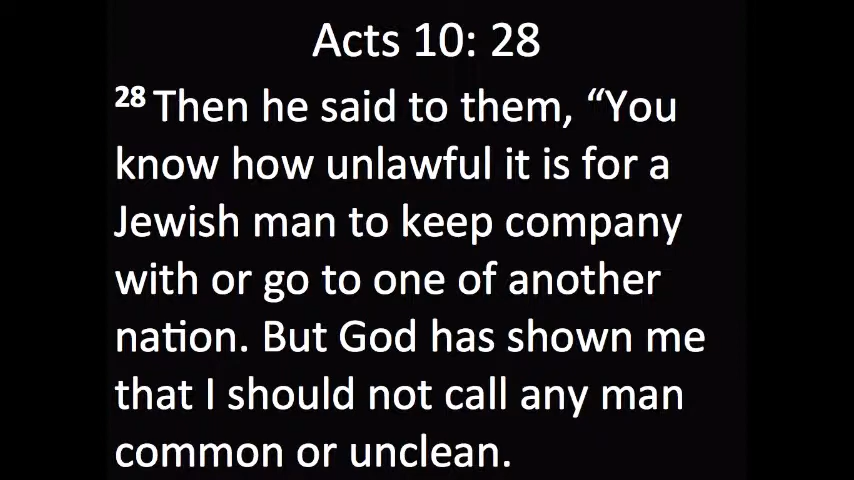 Acts 10: 28
28 Then he said to them, “You
know how unlawful it is for a
Jewish man to keep company
with or go to one of another
nation. But God has shown me
that I should not call any man
common or unclean.